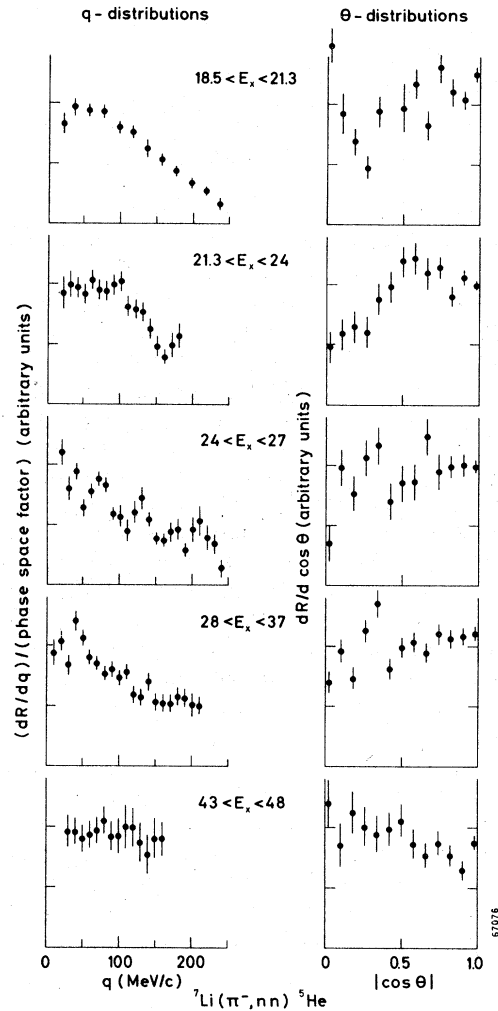 q - distributions
θ - distributions
18.5 < Eₓ < 21.3
21.3 < Eₓ < 24
24 < Eₓ < 27
28 < Eₓ < 37
43 < Eₓ < 48
(dR/dq) / (phase space factor) (arbitrary units)
dR/d cos θ (arbitrary units)
0 100 200
0 0.5 1.0
q (MeV/c)
|cos θ|
⁷Li (π⁻, nn) ⁵He
67076